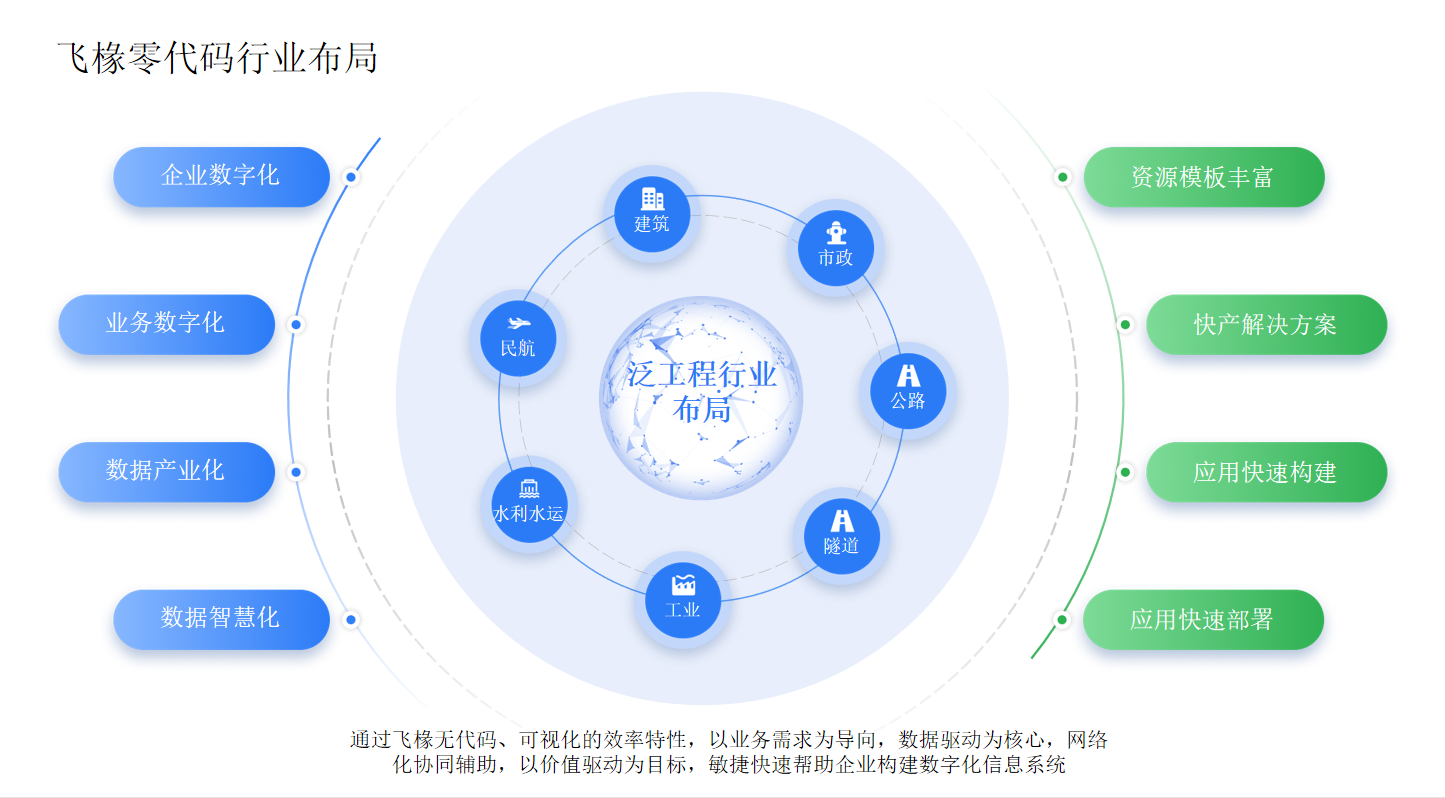 飞椽零代码行业布局
企业数字化
业务数字化
数据产业化
数据智慧化
建筑
市政
民航
公路
水利水运
隧道
工业
泛工程行业
布局
资源模板丰富
快产解决方案
应用快速构建
应用快速部署
通过飞椽无代码、可视化的效率特性，以业务需求为导向，数据驱动为核心，网络
化协同辅助，以价值驱动为目标，敏捷快速帮助企业构建数字化信息系统